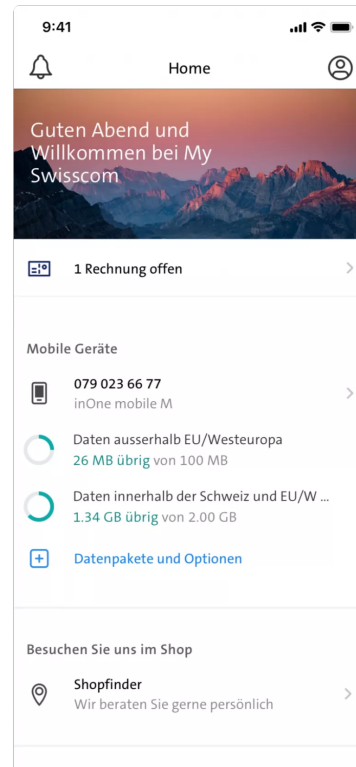 9:41
Home
Guten Abend und
Willkommen bei My
Swisscom
1 Rechnung offen
Mobile Geräte
079 023 66 77
inOne mobile M
Daten ausserhalb EU/Westeuropa
26 MB übrig von 100 MB
Daten innerhalb der Schweiz und EU/W ...
1.34 GB übrig von 2.00 GB
Datenpakete und Optionen
Besuchen Sie uns im Shop
Shopfinder
Wir beraten Sie gerne persönlich